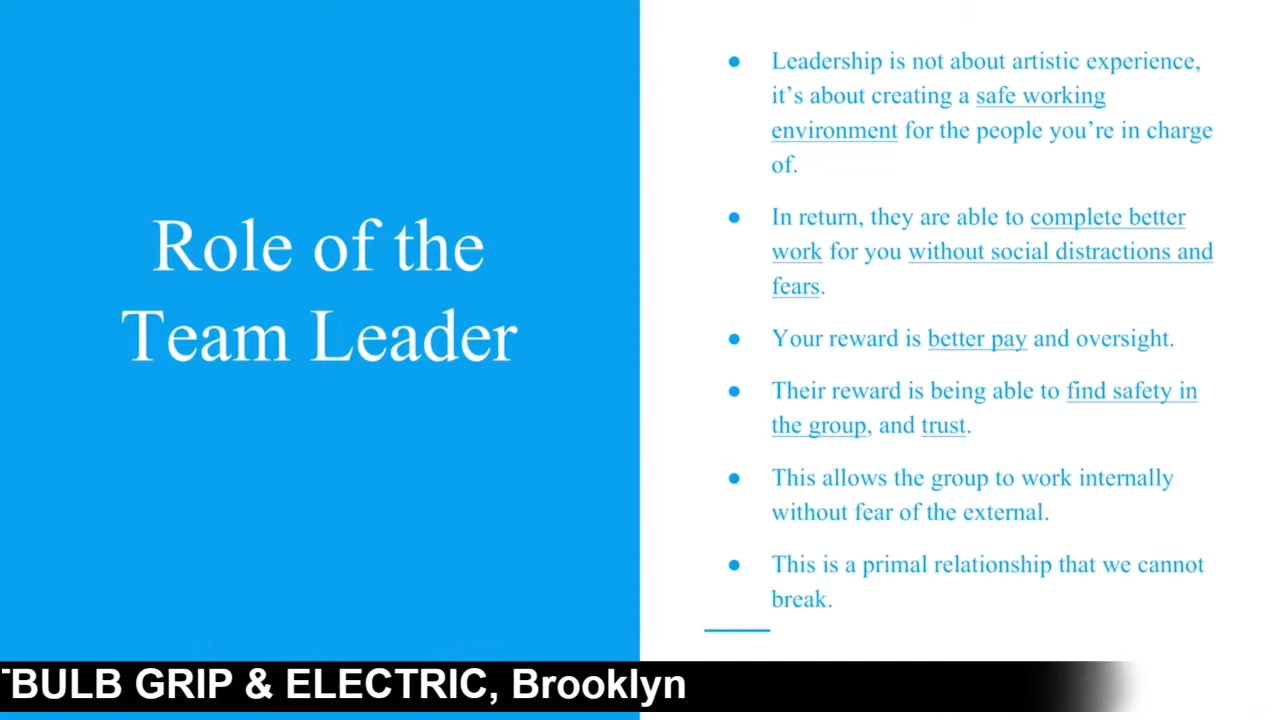 Role of the
Team Leader
● Leadership is not about artistic experience,
it’s about creating a safe working
environment for the people you’re in charge
of.
● In return, they are able to complete better
work for you without social distractions and
fears.
● Your reward is better pay and oversight.
● Their reward is being able to find safety in
the group, and trust.
● This allows the group to work internally
without fear of the external.
● This is a primal relationship that we cannot
break.
BULB GRIP & ELECTRIC, Brooklyn